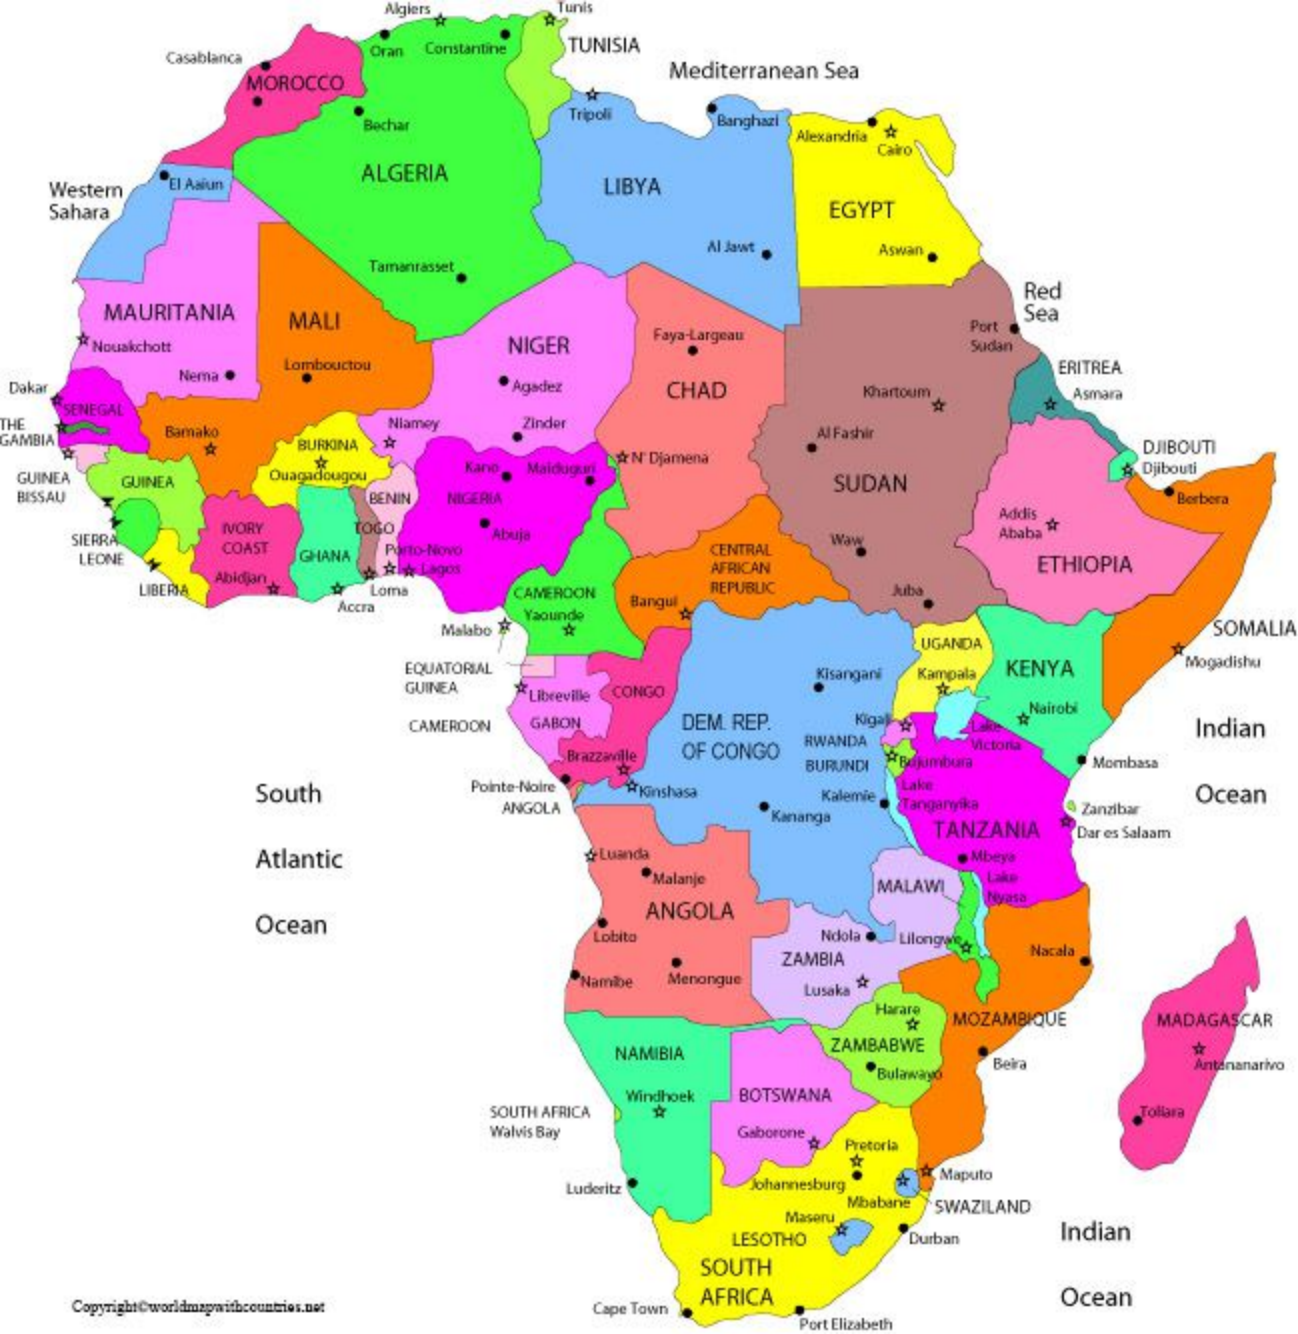 Algiers
Tunis
Oran
Constantine
TUNISIA
Casablanca
MOROCCO
Mediterranean Sea
Tripoli
Banghazi
Alexandria
Cairo
Bechar
ALGERIA
LIBYA
EGYPT
Western
Sahara
El Aaiun
Al Jawt
Aswan
Tamanrasset
Red
Sea
MAURITANIA
MALI
NIGER
Faya-Largeau
Port
Sudan
Nouakchott
Nema
Lombouctou
Agadez
CHAD
Khartoum
ERITREA
Asmara
Dakar
SENEGAL
THE
GAMBIA
Bamako
BURKINA
Ouagadougou
Niamey
Zinder
Al Fashir
DJIBOUTI
Djibouti
GUINEA
BISSAU
GUINEA
BENIN
Kano
Maiduguri
NIGERIA
N' Djamena
SUDAN
Berbera
SIERRA
LEONE
IVORY
COAST
GHANA
TOGO
Abuja
Addis
Ababa
ETHIOPIA
Waw
LIBERIA
Abidjan
Accra
Loma
Porto-Novo
Lagos
CENTRAL
AFRICAN
REPUBLIC
CAMEROON
Yaounde
Bangui
Juba
Malabo
UGANDA
Kampala
KENYA
SOMALIA
Mogadishu
EQUATORIAL
GUINEA
Libreville
CONGO
Kisangani
Nairobi
CAMEROON
GABON
DEM. REP.
OF CONGO
Kigali
RWANDA
BURUNDI
Lake
Victoria
Indian
Ocean
Brazzaville
Bujumbura
Mombasa
Pointe-Noire
ANGOLA
Kinshasa
Kalemie
Lake
Tanganyika
Zanzibar
Dar es Salaam
South
Atlantic
Ocean
Kananga
TANZANIA
Luanda
Malanje
Mbeya
Lake
Nyasa
MALAWI
ANGOLA
Lobito
Ndola
Lilongwe
Nacala
ZAMBIA
Lusaka
Namibe
Menongue
Harare
MOZAMBIQUE
MADAGASCAR
NAMIBIA
ZAMBABWE
Beira
Antananarivo
Bulawayo
Windhoek
BOTSWANA
SOUTH AFRICA
Walvis Bay
Gaborone
Toliara
Pretoria
Johannesburg
Maputo
Luderitz
Mbabane
SWAZILAND
Maseru
LESOTHO
Durban
Indian
Ocean
SOUTH
AFRICA
Cape Town
Port Elizabeth
Copyright©worldmapwithcountries.net